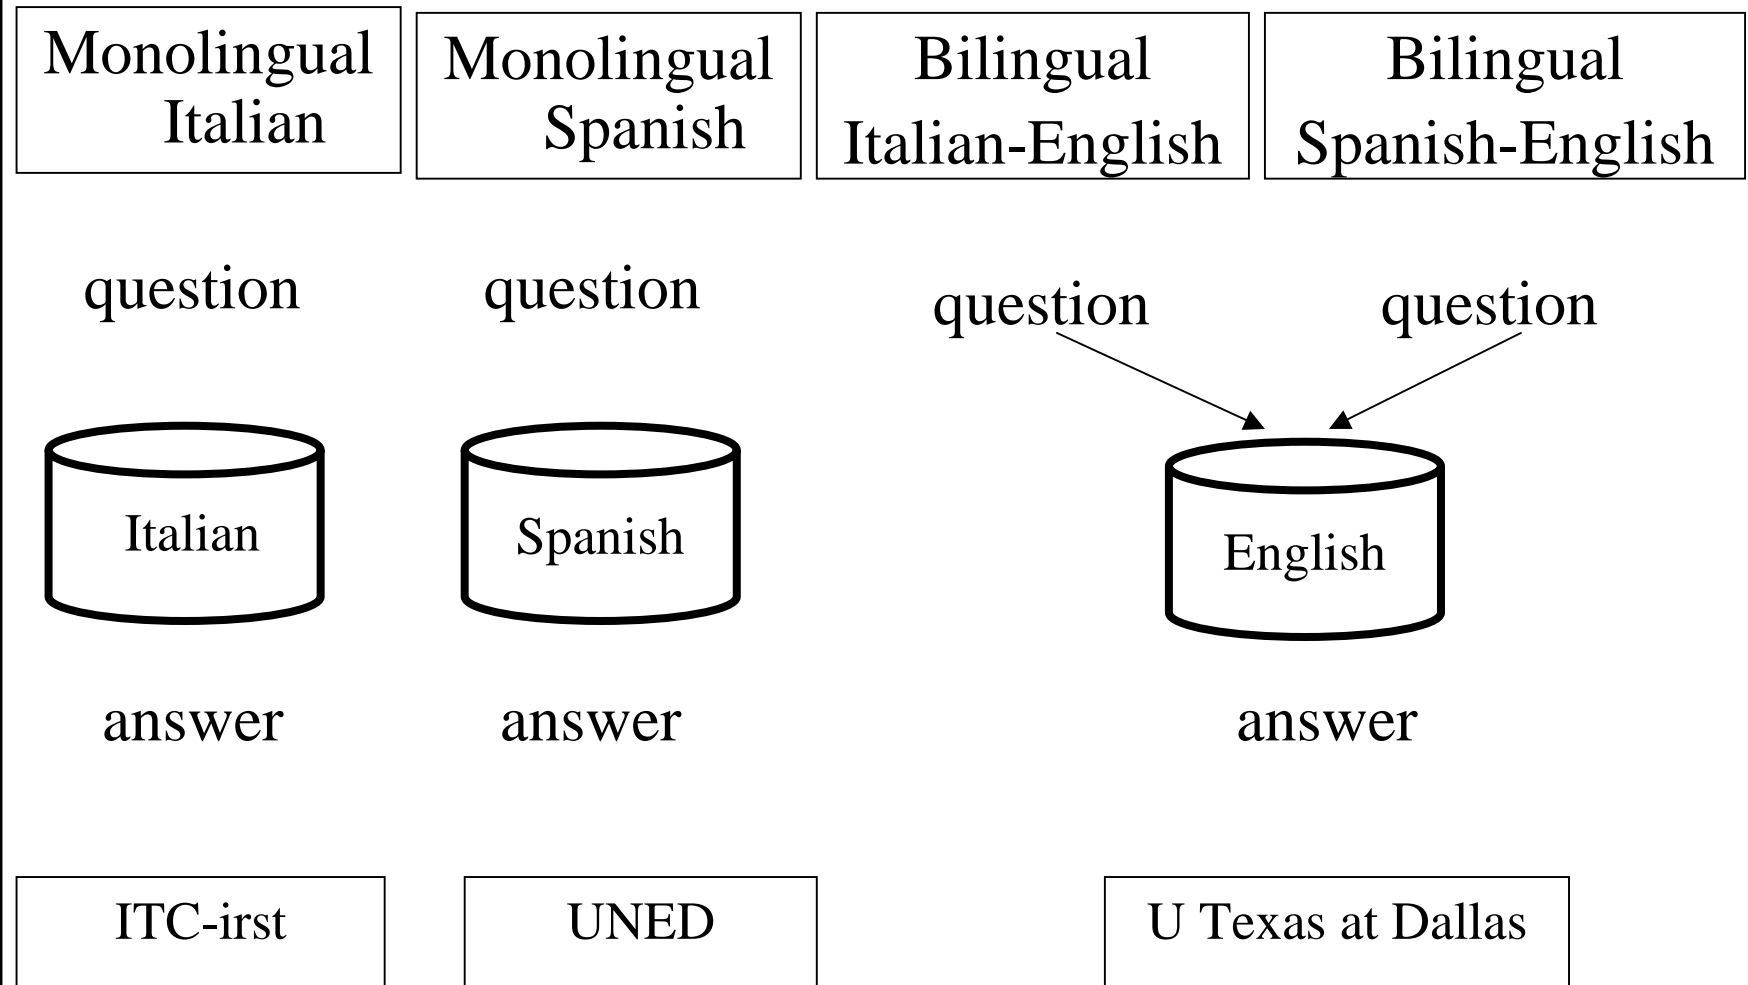 Monolingual
Italian
Monolingual
Spanish
Bilingual
Italian-English
Bilingual
Spanish-English
question
question
question
question
Italian
Spanish
English
answer
answer
answer
ITC-irst
UNED
U Texas at Dallas